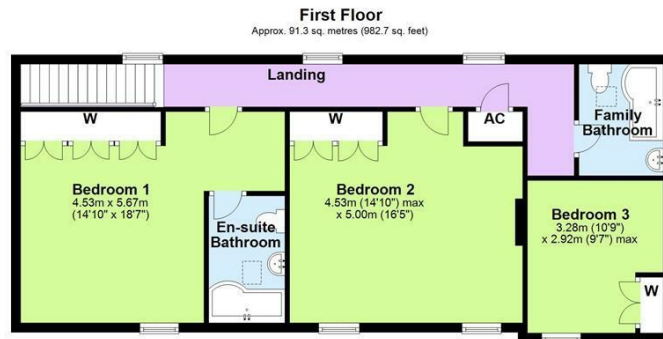 First Floor
Approx. 91.3 sq. metres (982.7 sq. feet)
Landing
W
W
AC
Family
Bathroom
Bedroom 1
4.53m x 5.67m
(14'10" x 18'7")
Bedroom 2
4.53m (14'10") max
x 5.00m (16'5")
En-suite
Bathroom
Bedroom 3
3.28m (10'9")
x 2.92m (9'7") max
W